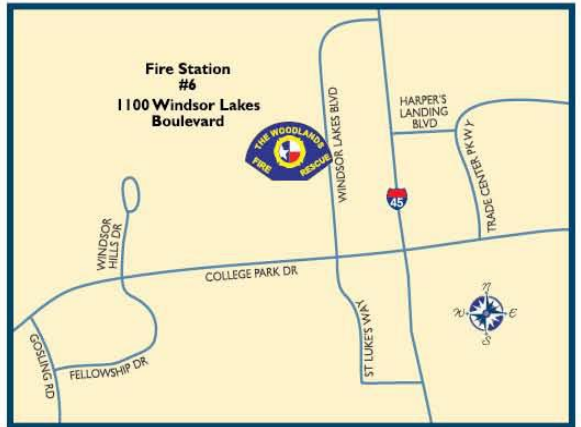 Fire Station
#6
1100 Windsor Lakes
Boulevard
THE WOODLANDS
FIRE RESCUE
WINDSOR LAKES BLVD
HARPER'S
LANDING
BLVD
TRADE CENTER PKWY
45
WINDSOR
HILLS DR
COLLEGE PARK DR
N
W E
S
ST LUKE'S WAY
GOSLING RD
FELLOWSHIP DR